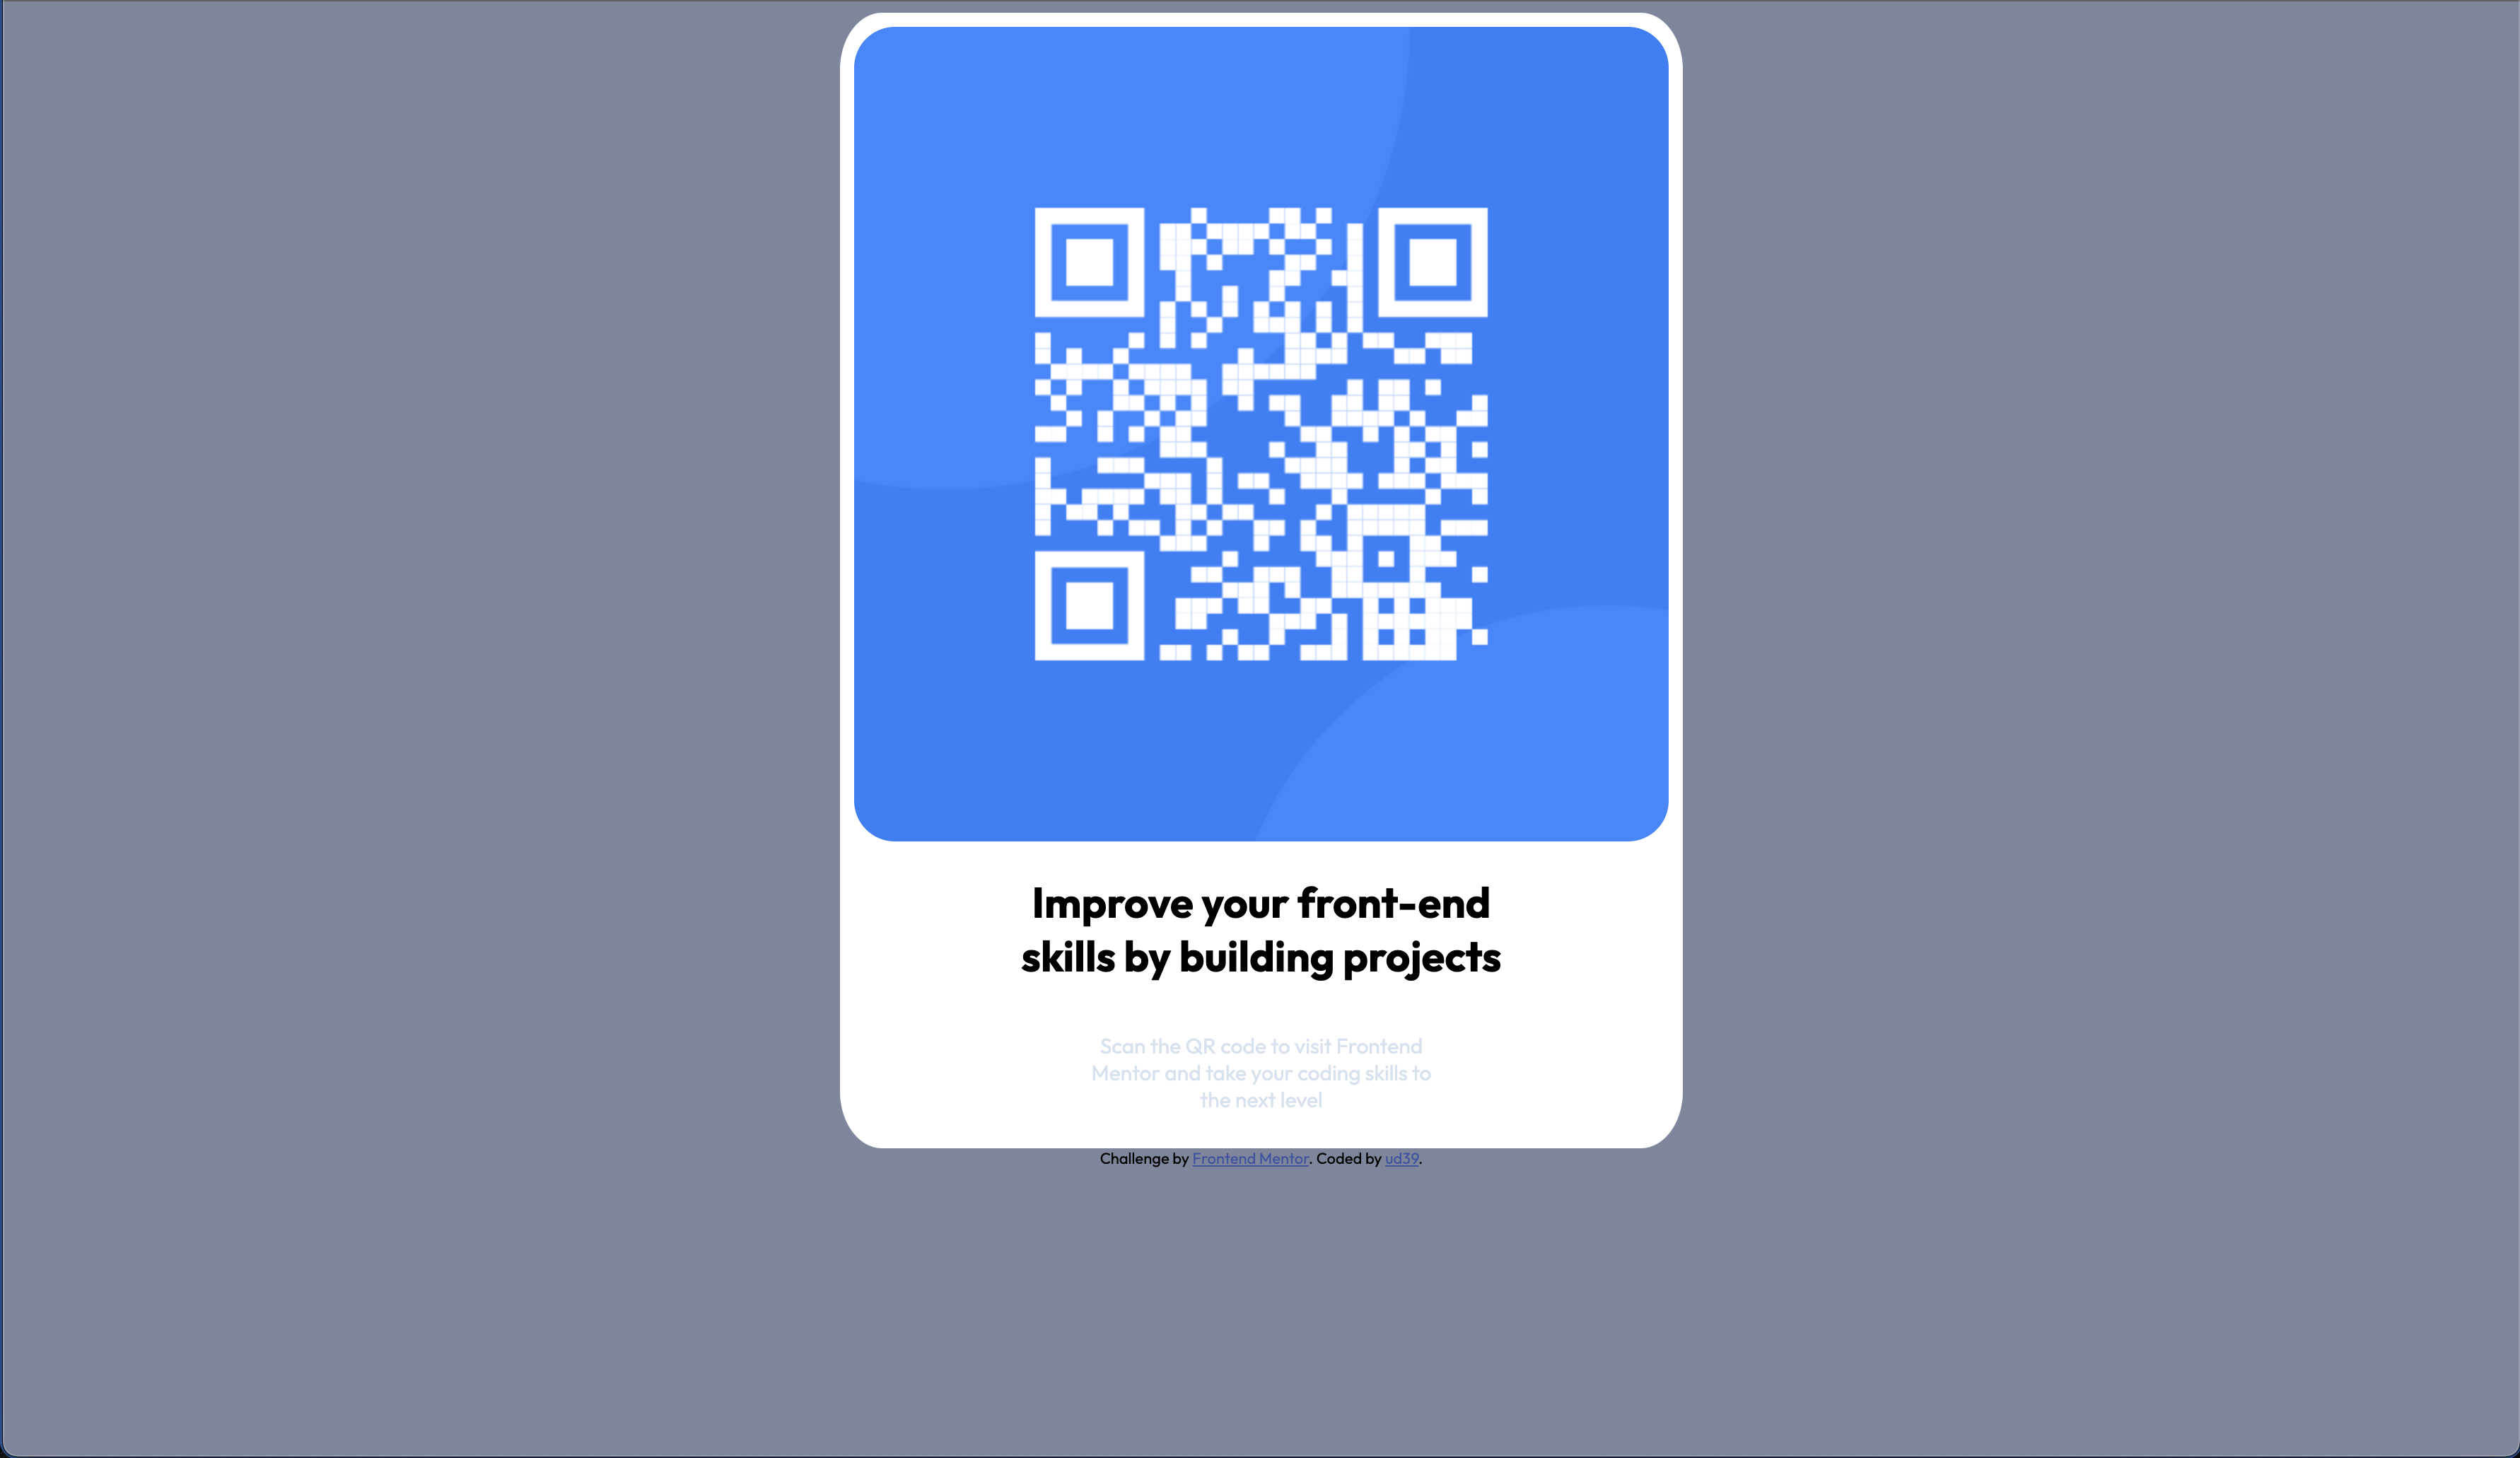 Improve your front-end
skills by building projects
Scan the QR code to visit Frontend
Mentor and take your coding skills to
the next level
Challenge by Frontend Mentor. Coded by ud39.